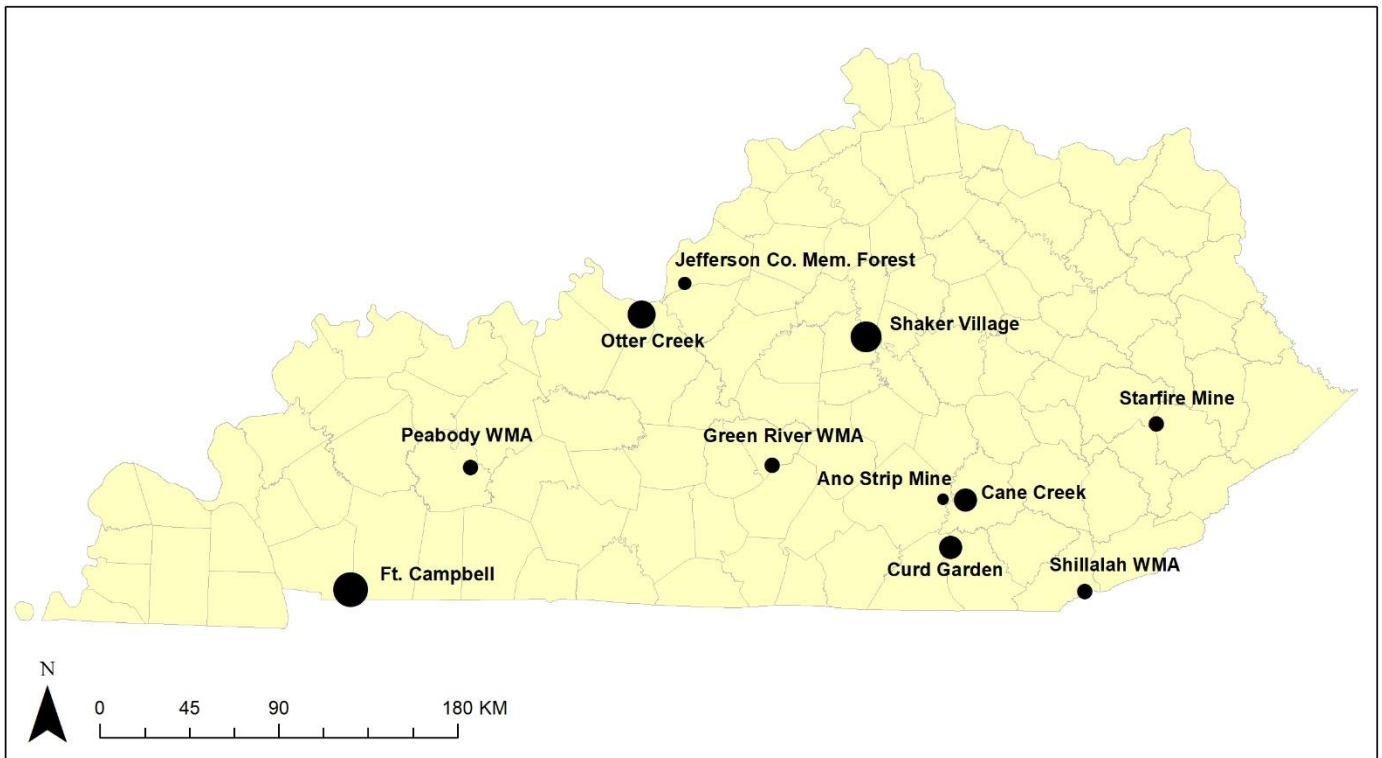 Jefferson Co. Mem. Forest
Otter Creek
Shaker Village
Starfire Mine
Peabody WMA
Green River WMA
Ano Strip Mine
Cane Creek
Curd Garden
Shillalah WMA
Ft. Campbell
N
0 45 90 180 KM